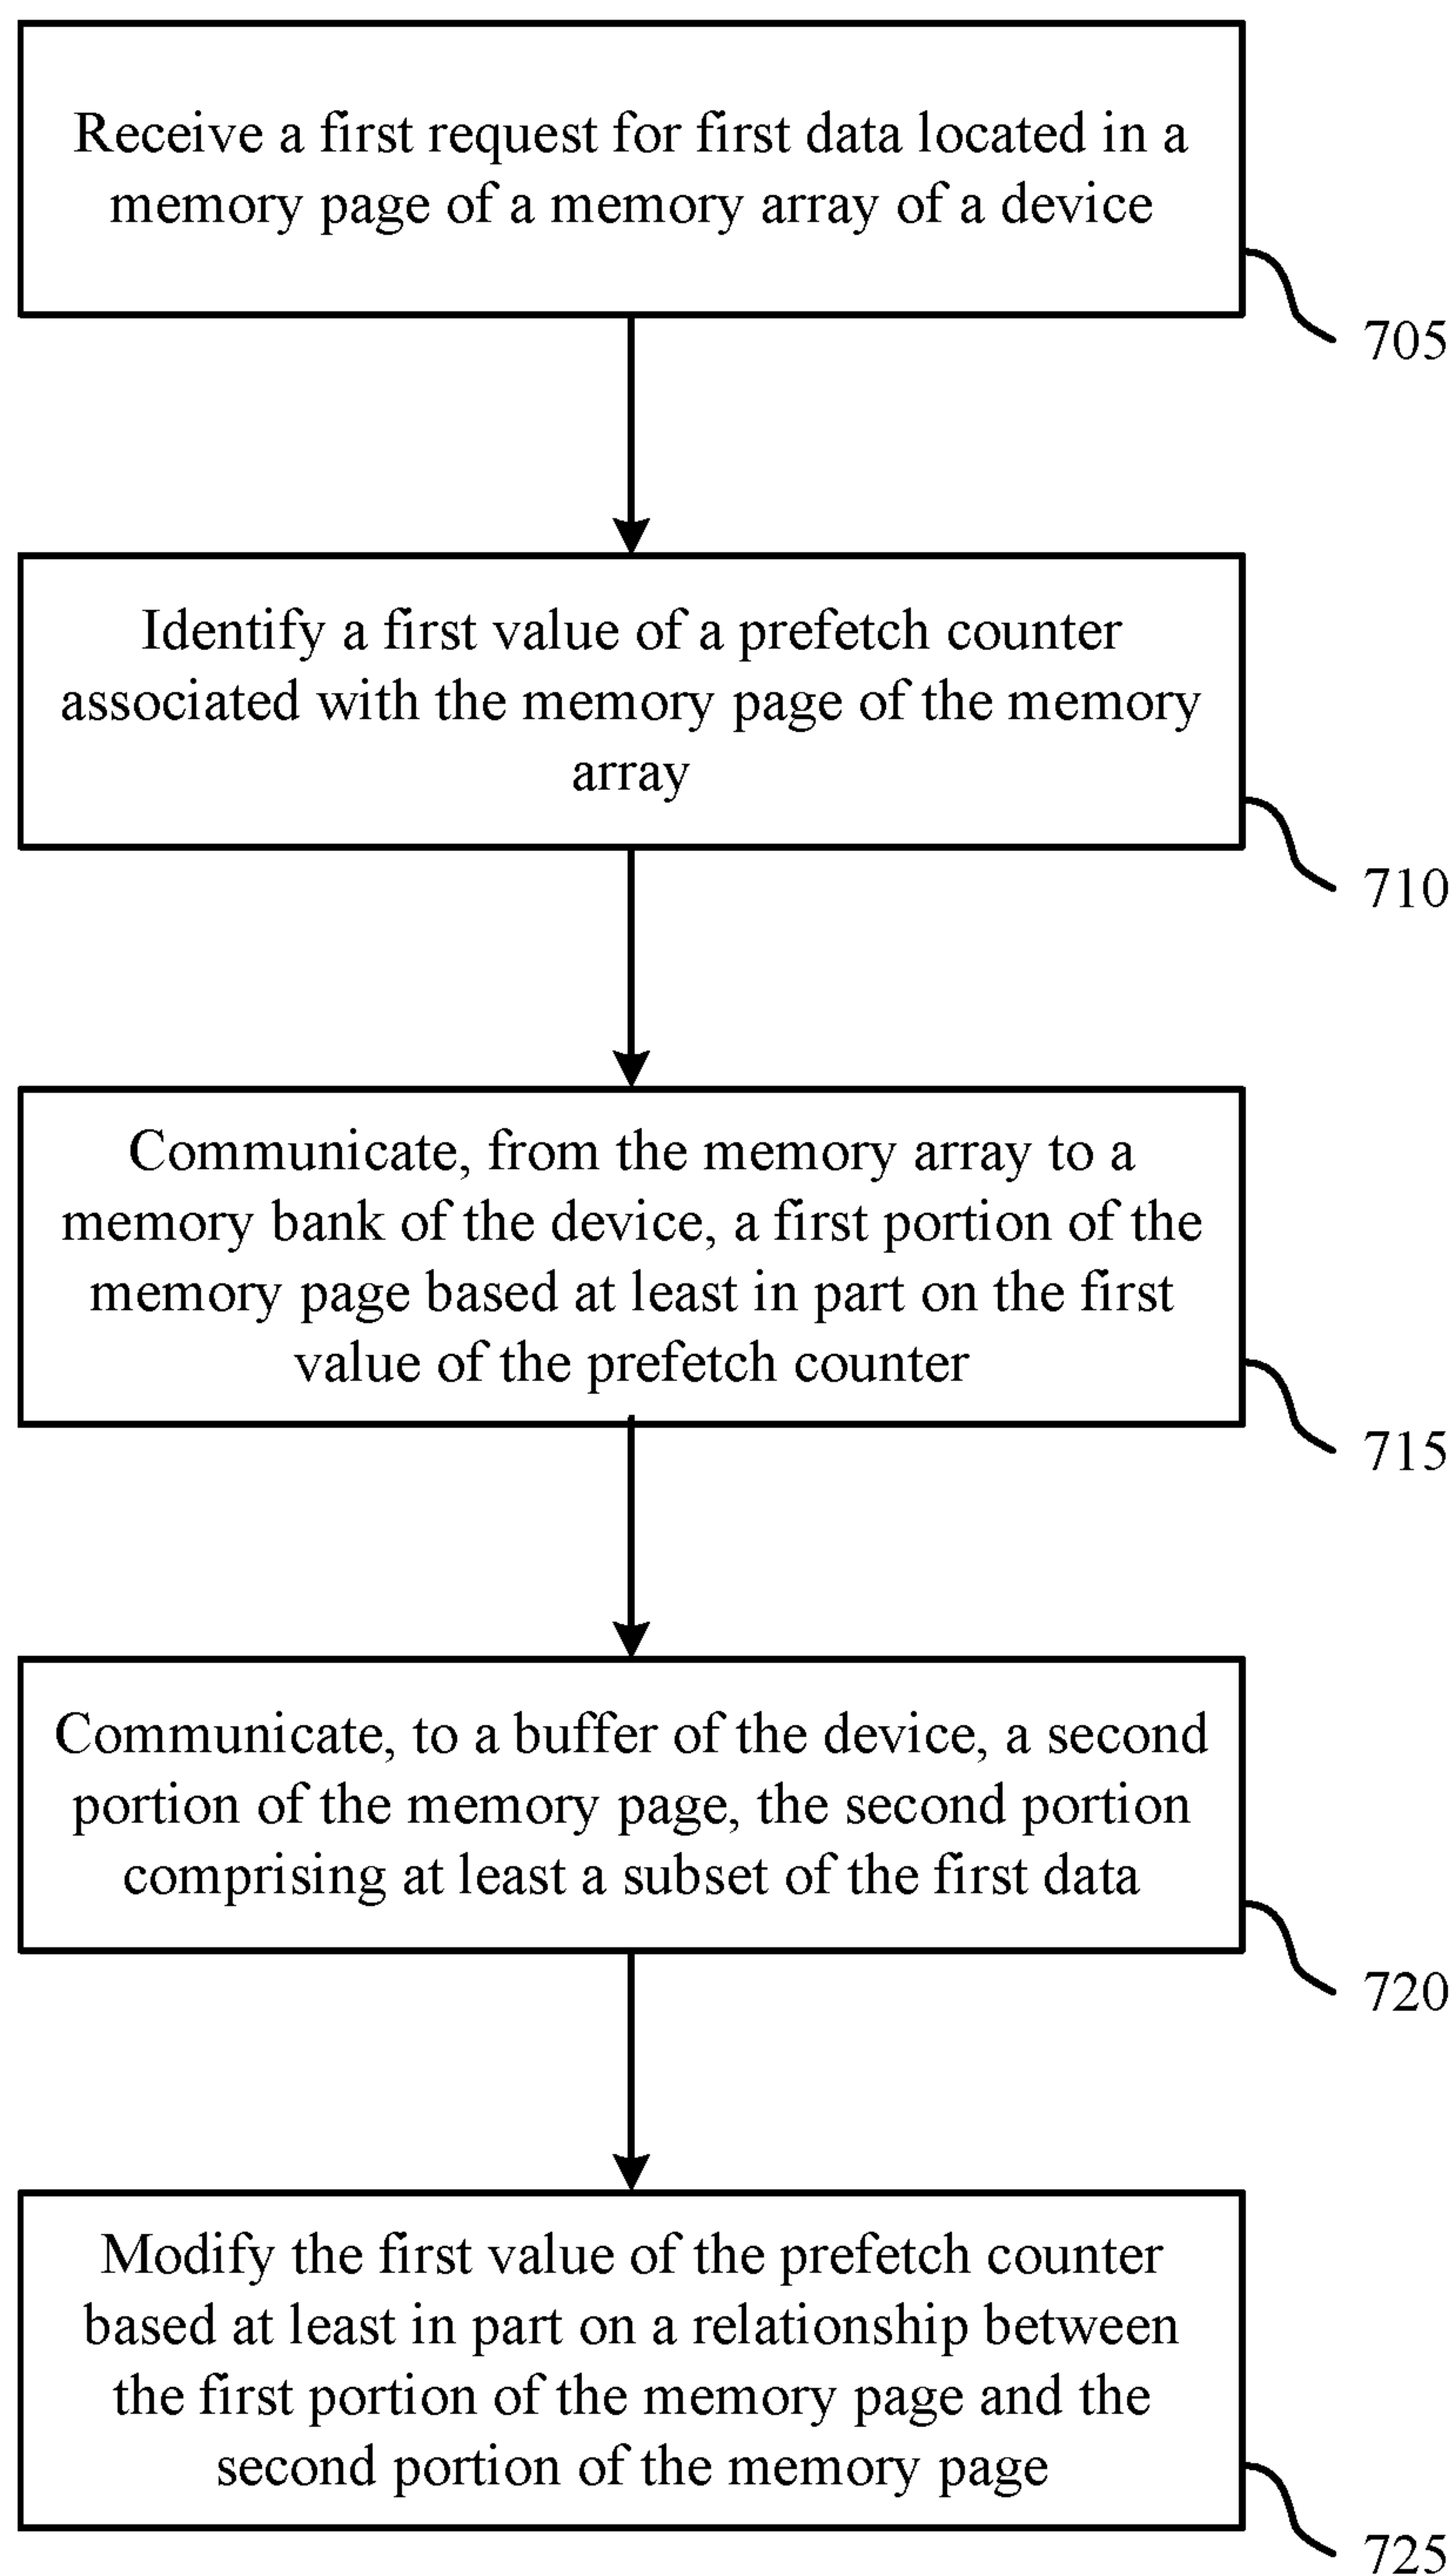 Receive a first request for first data located in a
memory page of a memory array of a device
705
Identify a first value of a prefetch counter
associated with the memory page of the memory
array
710
Communicate, from the memory array to a
memory bank of the device, a first portion of the
memory page based at least in part on the first
value of the prefetch counter
715
Communicate, to a buffer of the device, a second
portion of the memory page, the second portion
comprising at least a subset of the first data
720
Modify the first value of the prefetch counter
based at least in part on a relationship between
the first portion of the memory page and the
second portion of the memory page
725